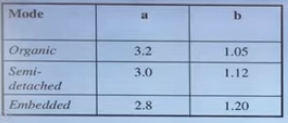 Mode a b
Organic 3.2 1.05
Semi- 3.0 1.12
detached
Embedded 2.8 1.20